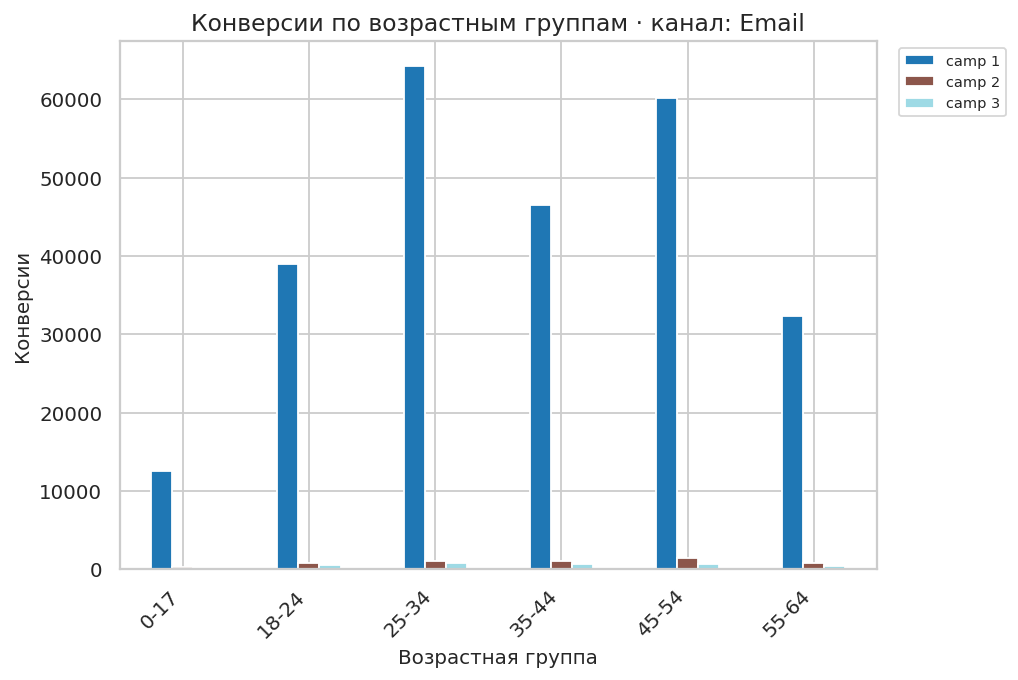 Конверсии по возрастным группам · канал: Email
camp 1
camp 2
camp 3
Конверсии
60000
50000
40000
30000
20000
10000
0
0-17
18-24
25-34
35-44
45-54
55-64
Возрастная группа